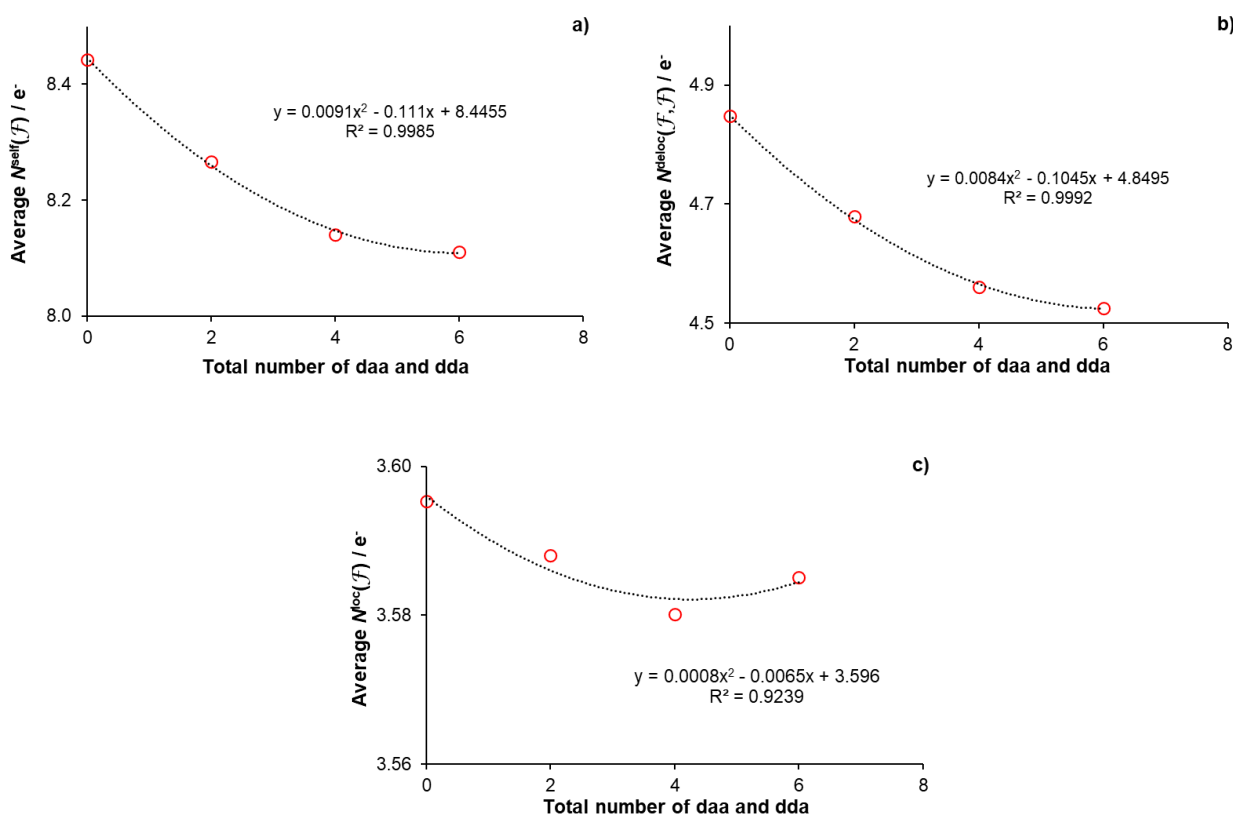 a)
8.4
8.2
8.0
0 2 4 6 8
Average N^self(ℱ) / e⁻
y = 0.0091x² - 0.111x + 8.4455
R² = 0.9985
Total number of daa and dda
b)
4.9
4.7
4.5
0 2 4 6 8
Average N^deloc(ℱ,ℱ) / e⁻
y = 0.0084x² - 0.1045x + 4.8495
R² = 0.9992
Total number of daa and dda
c)
3.60
3.58
3.56
0 2 4 6 8
Average N^loc(ℱ) / e⁻
y = 0.0008x² - 0.0065x + 3.596
R² = 0.9239
Total number of daa and dda